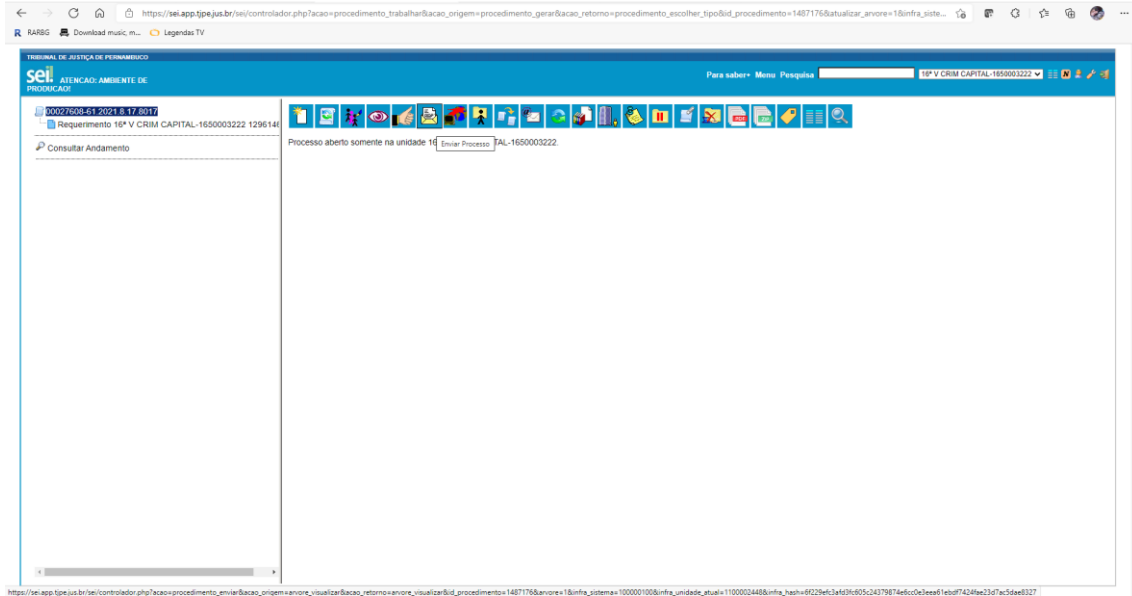 https://sei.app.tjpe.jus.br/sei/controlador.php?acao=procedimento_trabalhar&acao_origem=procedimento_gerar&acao_retorno=procedimento_escolher_tipo&id_procedimento=1487176&atualizar_arvore=1&infra_siste...
R RARBG Download music, m... Legendas TV
TRIBUNAL DE JUSTIÇA DE PERNAMBUCO
sei! ATENCAO: AMBIENTE DE PRODUCAO!
Para saber+ Menu Pesquisa 16ª V CRIM CAPITAL-1650003222
00027608-61.2021.8.17.8017
Requerimento 16ª V CRIM CAPITAL-1650003222 1296146
Consultar Andamento
Processo aberto somente na unidade 16 TAL-1650003222.
Enviar Processo
https://sei.app.tjpe.jus.br/sei/controlador.php?acao=procedimento_enviar&acao_origem=arvore_visualizar&acao_retorno=arvore_visualizar&id_procedimento=1487176&arvore=1&infra_sistema=100000100&infra_unidade_atual=1100002448&infra_hash=6f229efc3afd3fc605c24379874e6cc0e3eea61ebdf7424fae23d7ac5dae8327